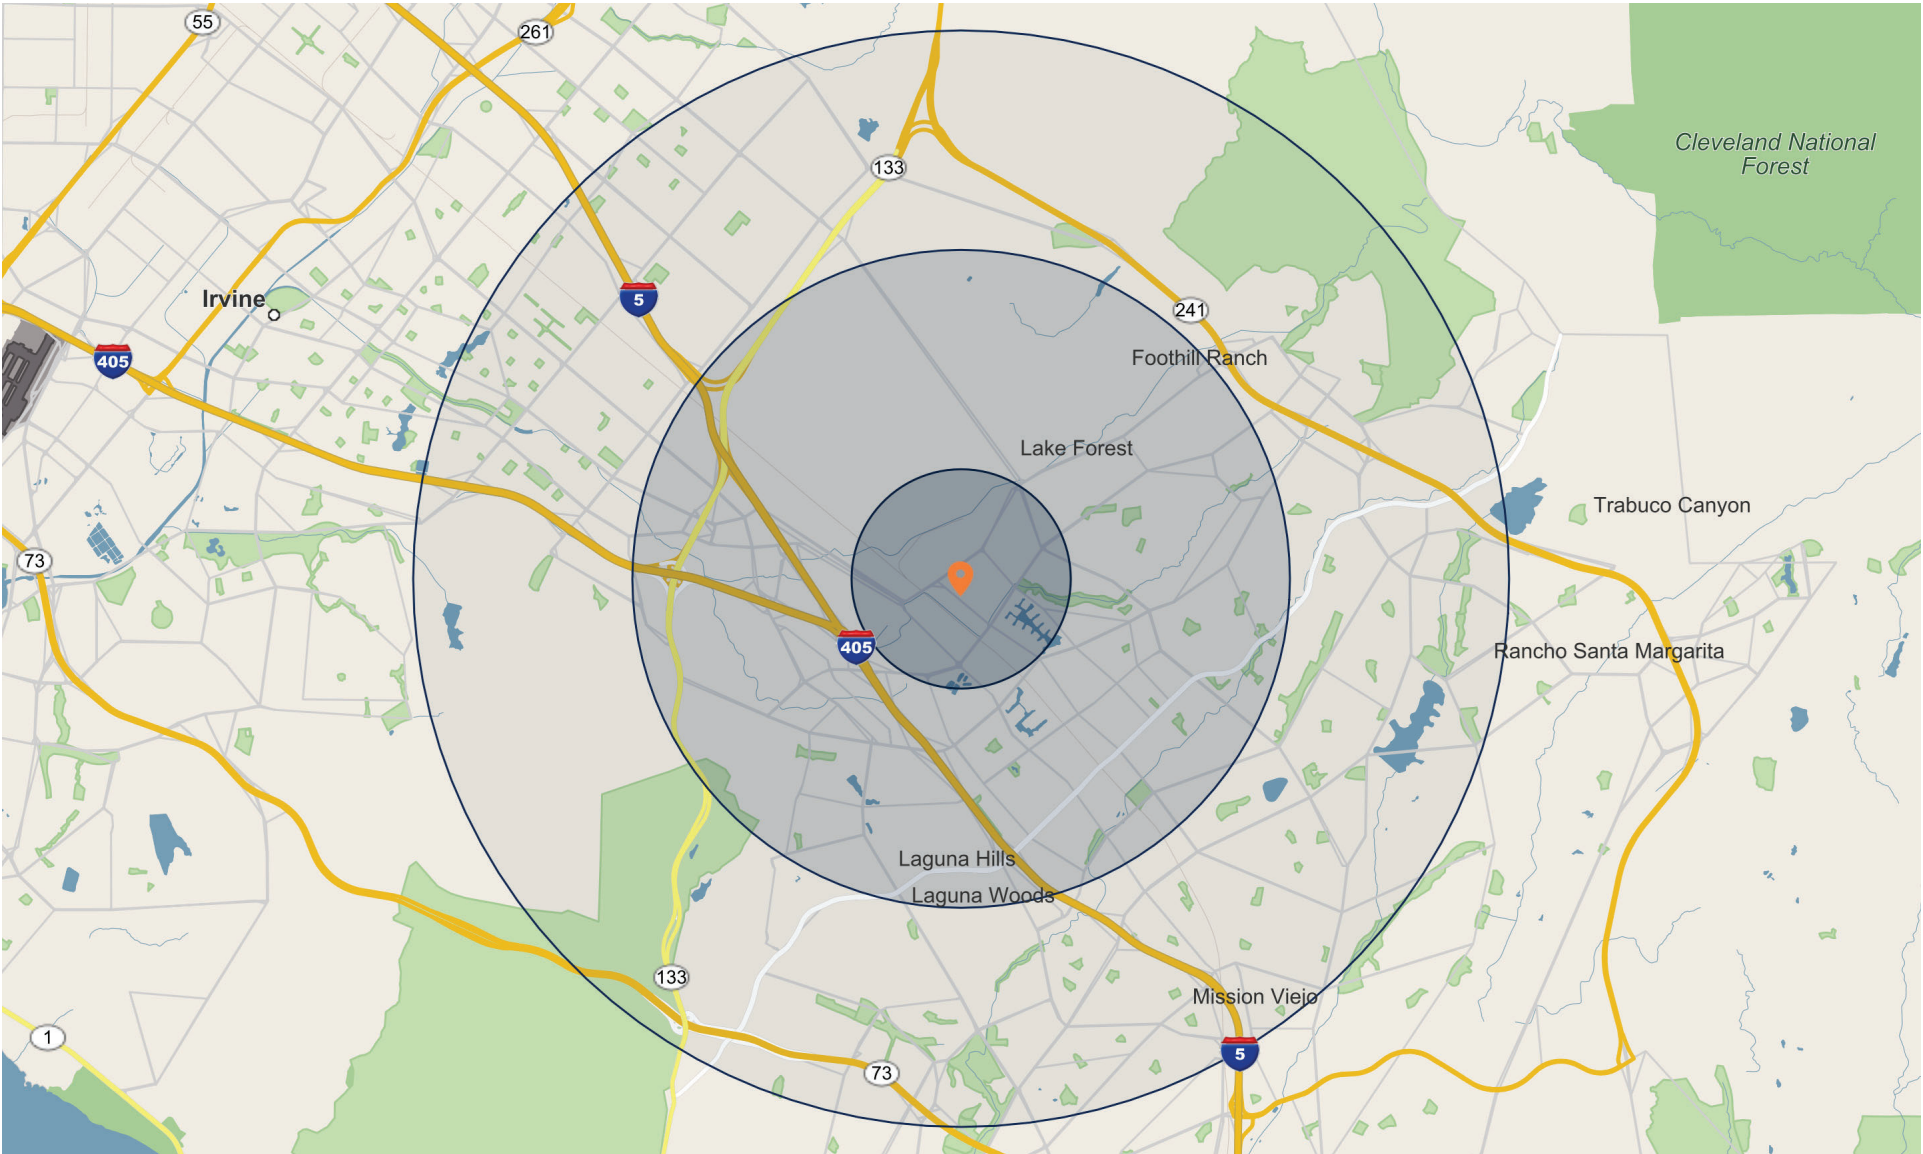 55
261
Cleveland National
Forest
133
Irvine
5
241
405
Foothill Ranch
Lake Forest
Trabuco Canyon
73
405
Rancho Santa Margarita
Laguna Hills
Laguna Woods
133
Mission Viejo
1
5
73